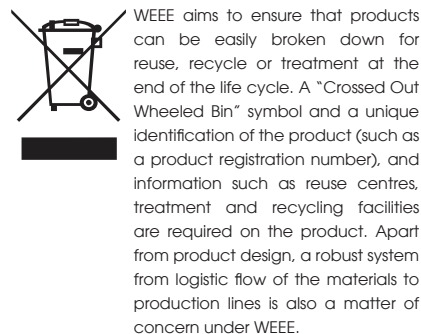 WEEE aims to ensure that products
can be easily broken down for
reuse, recycle or treatment at the
end of the life cycle. A “Crossed Out
Wheeled Bin” symbol and a unique
identification of the product (such as
a product registration number), and
information such as reuse centres,
treatment and recycling facilities
are required on the product. Apart
from product design, a robust system
from logistic flow of the materials to
production lines is also a matter of
concern under WEEE.